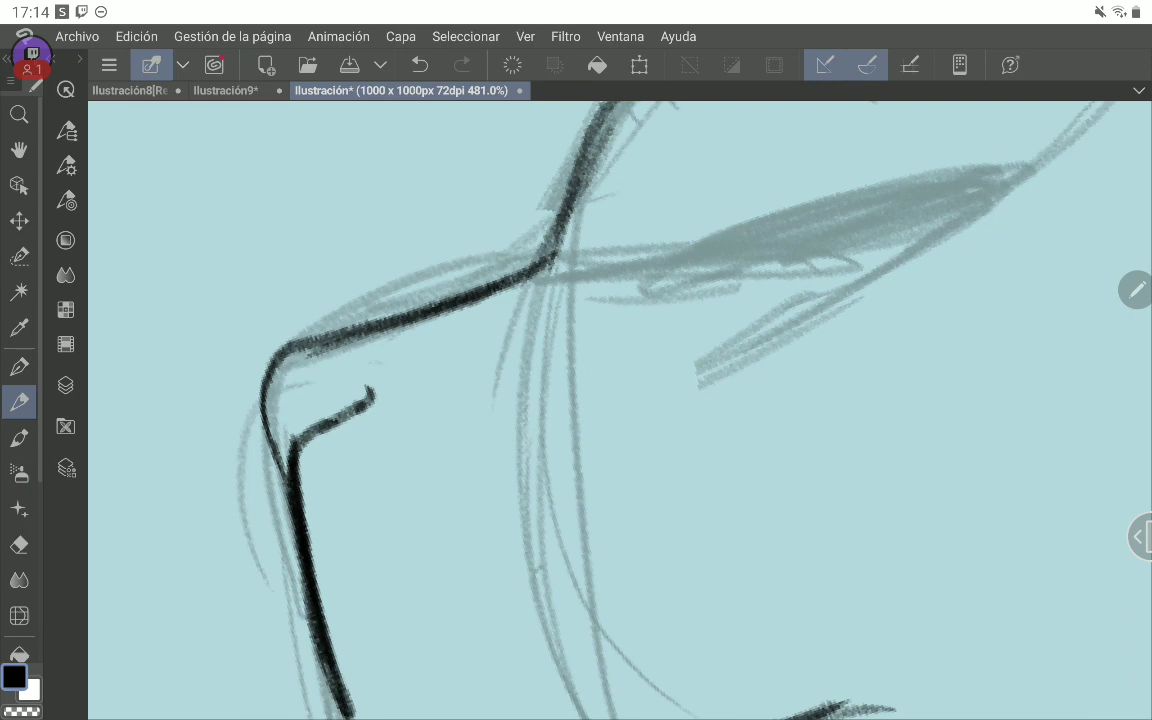 17:14 S
Archivo Edición Gestión de la página Animación Capa Seleccionar Ver Filtro Ventana Ayuda
1
Ilustración8[Re Ilustración9* Ilustración* (1000 x 1000px 72dpi 481.0%)